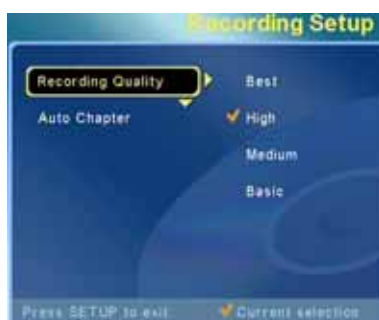 Recording Setup
Recording Quality
Best
Auto Chapter
High
Medium
Basic
Press SETUP to exit
Current selection